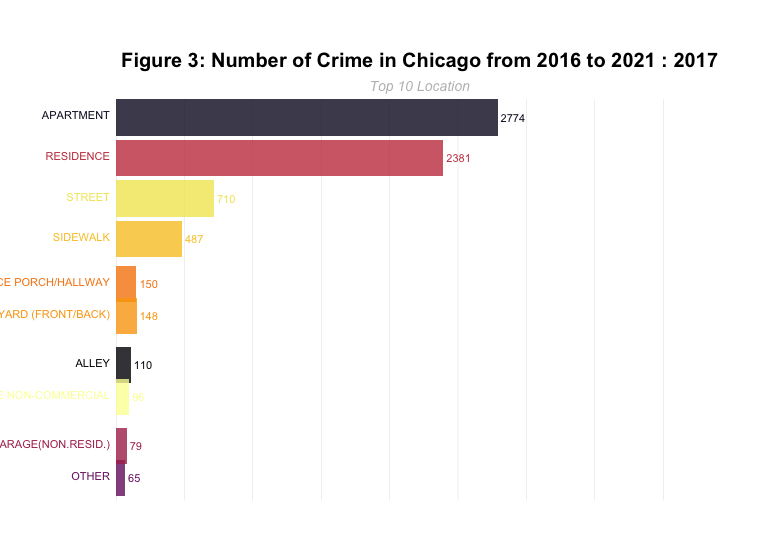 Figure 3: Number of Crime in Chicago from 2016 to 2021 : 2017
Top 10 Location
APARTMENT 2774
RESIDENCE 2381
STREET 710
SIDEWALK 487
CE PORCH/HALLWAY 150
YARD (FRONT/BACK) 148
ALLEY 110
E NON-COMMERCIAL
ARAGE(NON.RESID.) 79
OTHER 65